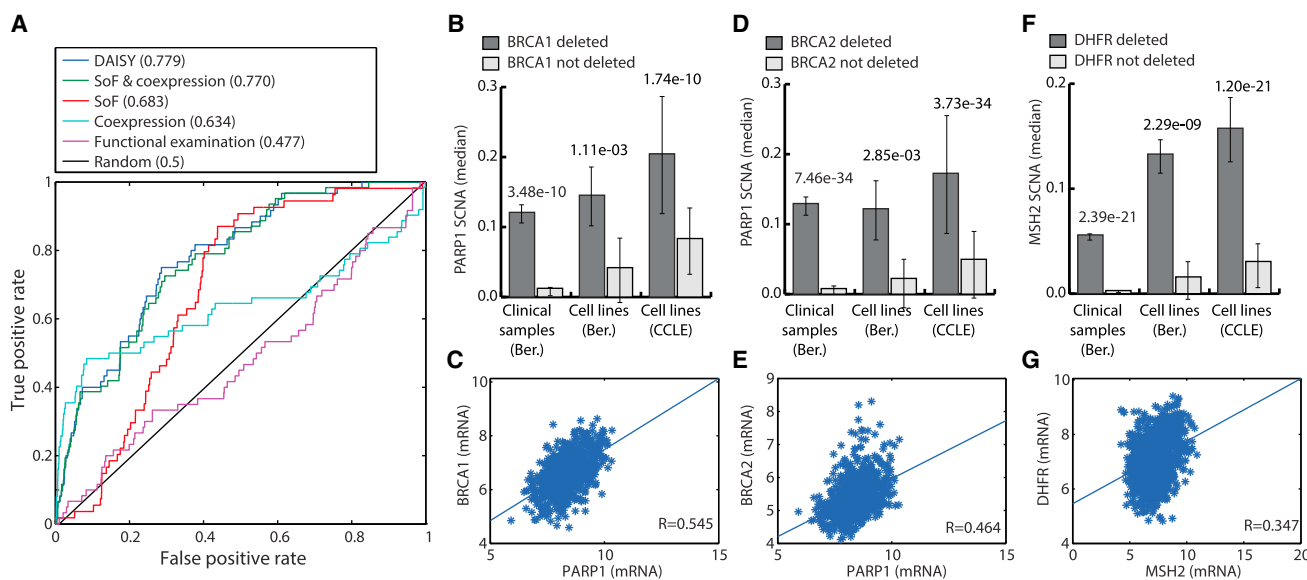 A
DAISY (0.779)
SoF & coexpression (0.770)
SoF (0.683)
Coexpression (0.634)
Functional examination (0.477)
Random (0.5)
True positive rate
1
0.8
0.6
0.4
0.2
0
0
0.2
0.4
0.6
0.8
1
False positive rate
B
BRCA1 deleted
BRCA1 not deleted
PARP1 SCNA (median)
0.3
0.2
0.1
0.0
3.48e-10
1.11e-03
1.74e-10
Clinical samples (Ber.)
Cell lines (Ber.)
Cell lines (CCLE)
D
BRCA2 deleted
BRCA2 not deleted
PARP1 SCNA (median)
0.3
0.2
0.1
0.0
7.46e-34
2.85e-03
3.73e-34
Clinical samples (Ber.)
Cell lines (Ber.)
Cell lines (CCLE)
F
DHFR deleted
DHFR not deleted
MSH2 SCNA (median)
0.2
0.1
0.0
2.39e-21
2.29e-09
1.20e-21
Clinical samples (Ber.)
Cell lines (Ber.)
Cell lines (CCLE)
C
BRCA1 (mRNA)
10
8
6
4
5
10
15
R=0.545
PARP1 (mRNA)
E
BRCA2 (mRNA)
9
8
7
6
5
4
5
10
15
R=0.464
PARP1 (mRNA)
G
DHFR (mRNA)
10
8
6
4
0
5
10
15
20
R=0.347
MSH2 (mRNA)